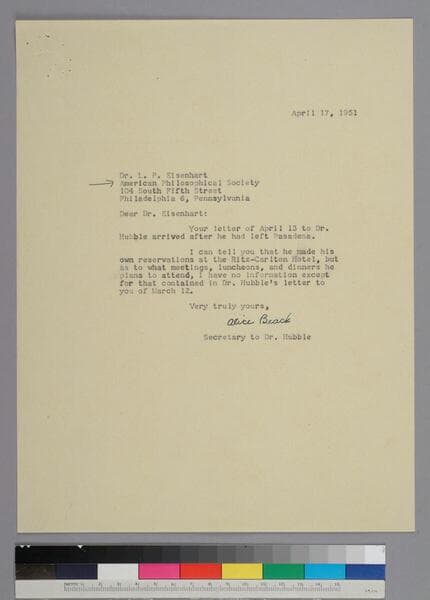 April 17, 1951
Dr. L. P. Eisenhart
American Philosophical Society
104 South Fifth Street
Philadelphia 6, Pennsylvania
Dear Dr. Eisenhart:
Your letter of April 13 to Dr.
Hubble arrived after he had left Pasadena.
I can tell you that he made his
own reservations at the Ritz-Carlton Hotel, but
as to what meetings, luncheons, and dinners he
plans to attend, I have no information except
for that contained in Dr. Hubble's letter to
you of March 12.
Very truly yours,
Alice Beach
Secretary to Dr. Hubble